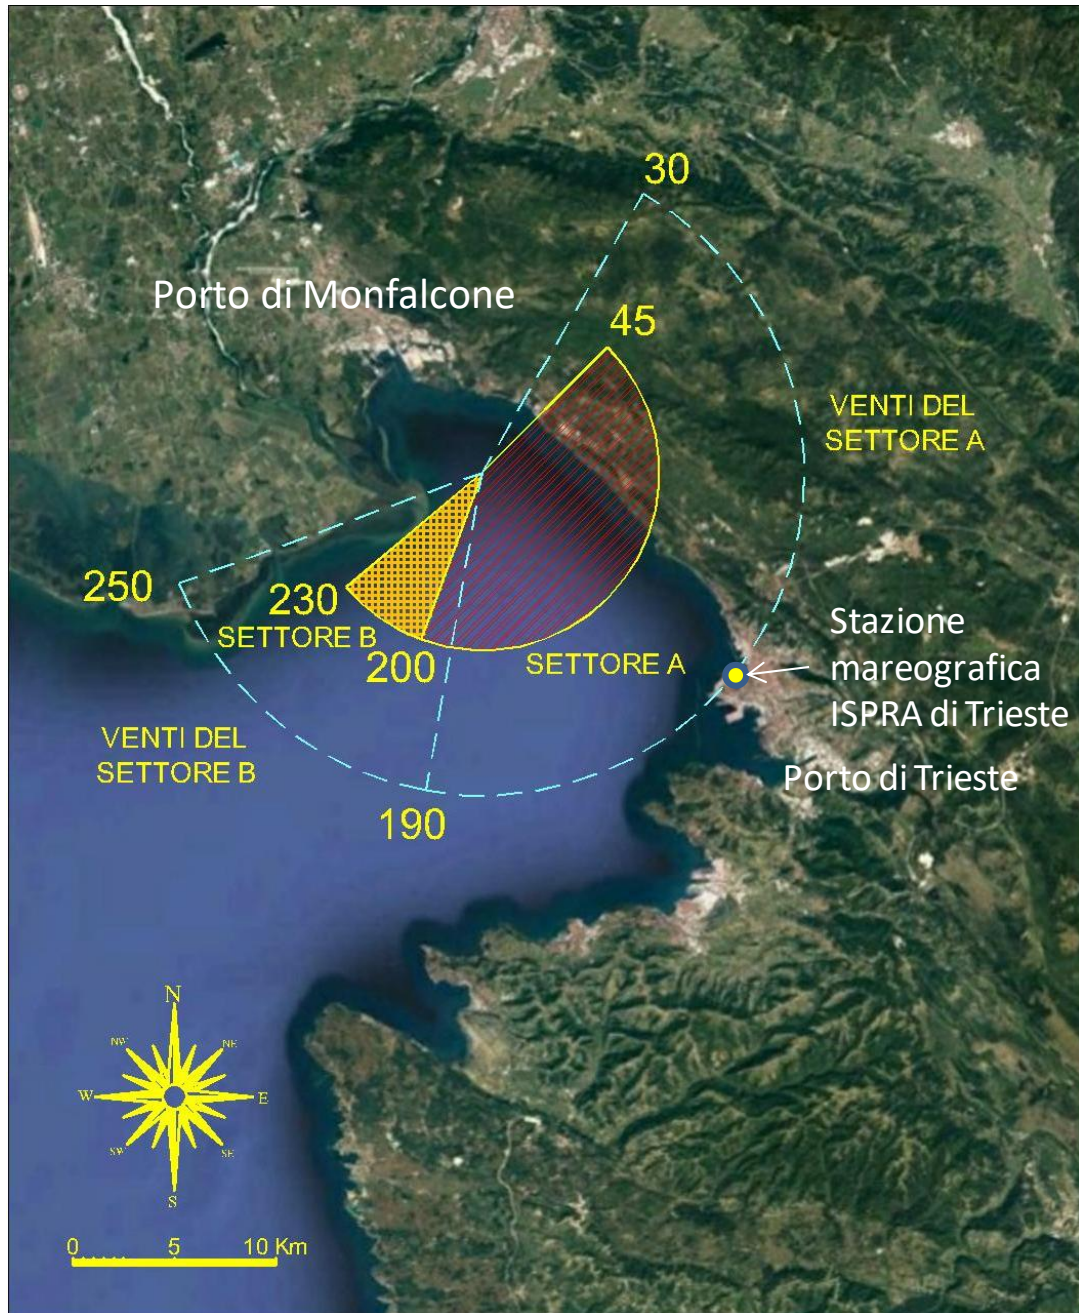 30
Porto di Monfalcone
45
VENTI DEL
SETTORE A
250
230
SETTORE B
200
SETTORE A
Stazione
mareografica
ISPRA di Trieste
VENTI DEL
SETTORE B
Porto di Trieste
190
N
NW
NE
W
E
SW
SE
S
0 5 10 Km